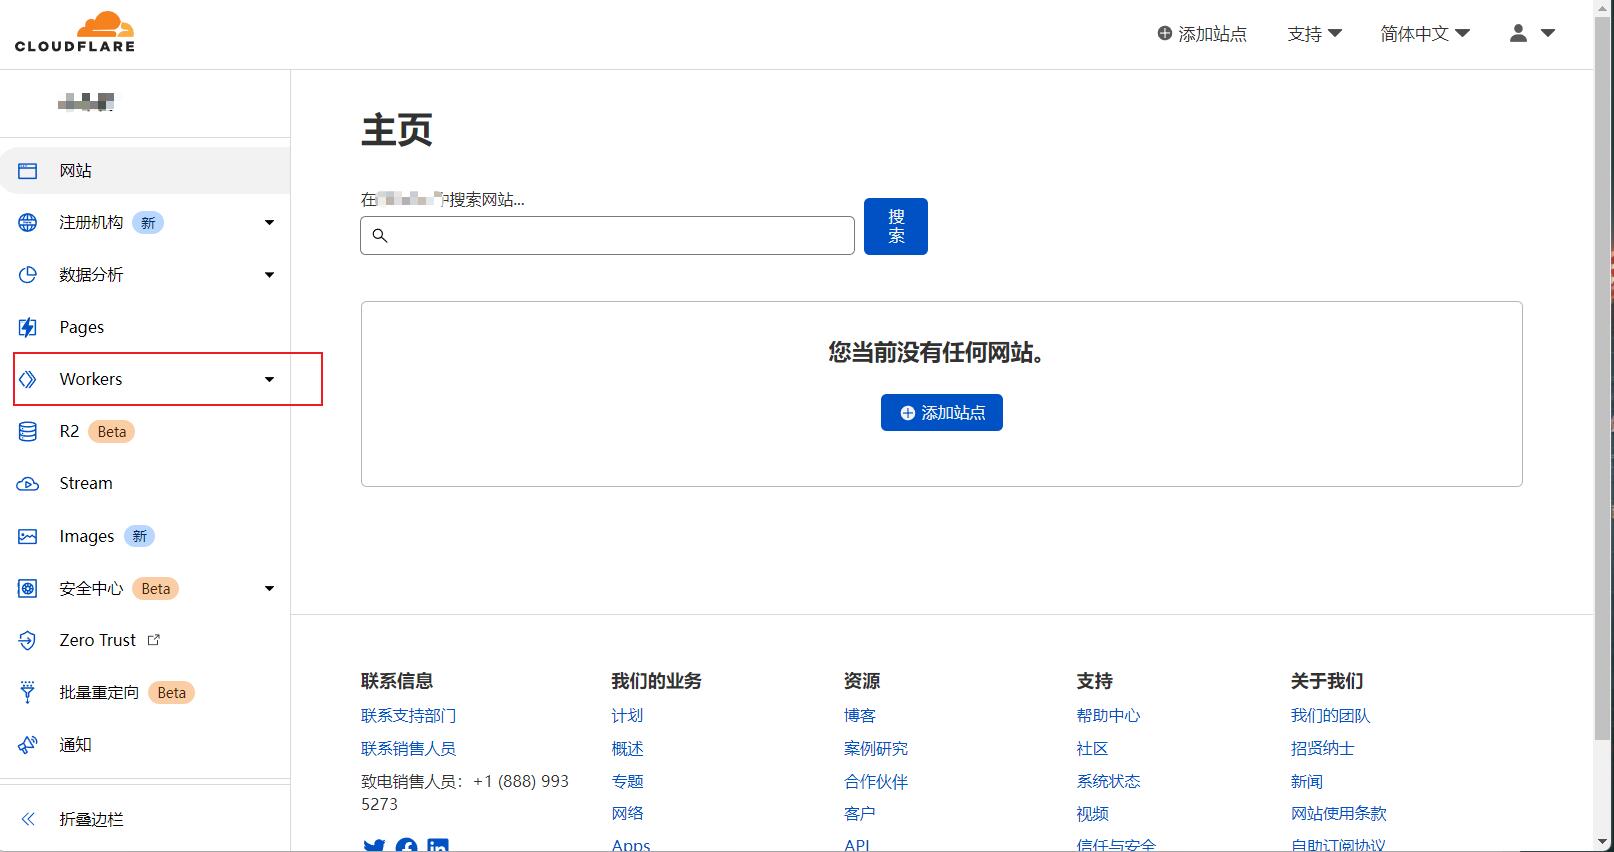 CLOUDFLARE
添加站点
支持
简体中文
网站
注册机构 新
数据分析
Pages
Workers
R2 Beta
Stream
Images 新
安全中心 Beta
Zero Trust
批量重定向 Beta
通知
折叠边栏
主页
在
中搜索网站...
搜
索
您当前没有任何网站。
添加站点
联系信息
联系支持部门
联系销售人员
致电销售人员：+1 (888) 993
5273
我们的业务
计划
概述
专题
网络
Apps
资源
博客
案例研究
合作伙伴
客户
API
支持
帮助中心
社区
系统状态
视频
信任与安全
关于我们
我们的团队
招贤纳士
新闻
网站使用条款
自助订阅协议